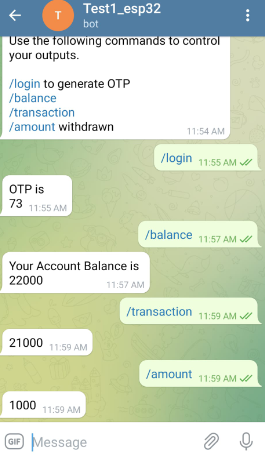 Test1_esp32
T
bot
Use the following commands to control
your outputs.
/login to generate OTP
/balance
/transaction
/amount withdrawn
11:54 AM
/login 11:55 AM
OTP is
73 11:55 AM
/balance 11:57 AM
Your Account Balance is
22000 11:57 AM
/transaction 11:59 AM
21000 11:59 AM
/amount 11:59 AM
1000 11:59 AM
GIF Message